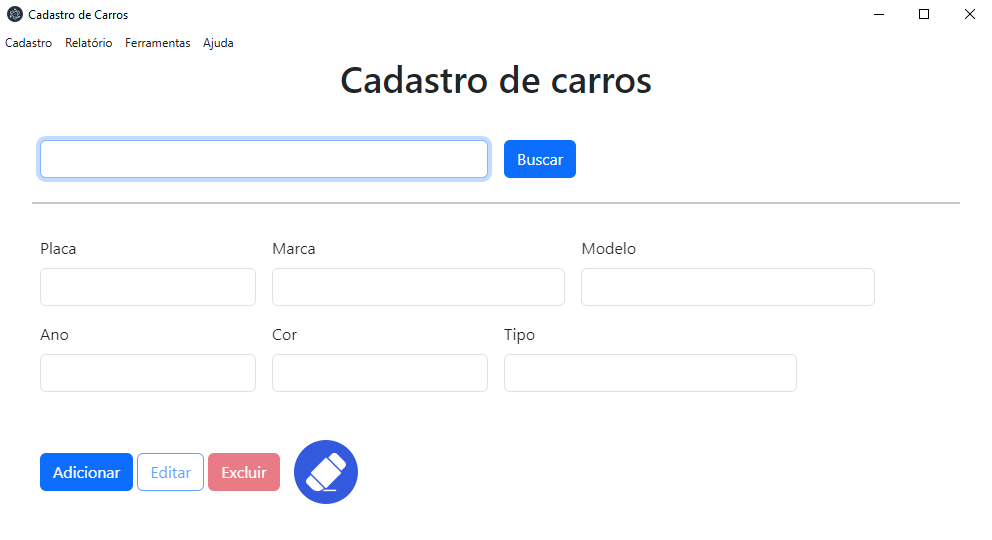 Cadastro de Carros
Cadastro Relatório Ferramentas Ajuda
Cadastro de carros
Buscar
Placa Marca Modelo
Ano Cor Tipo
Adicionar Editar Excluir